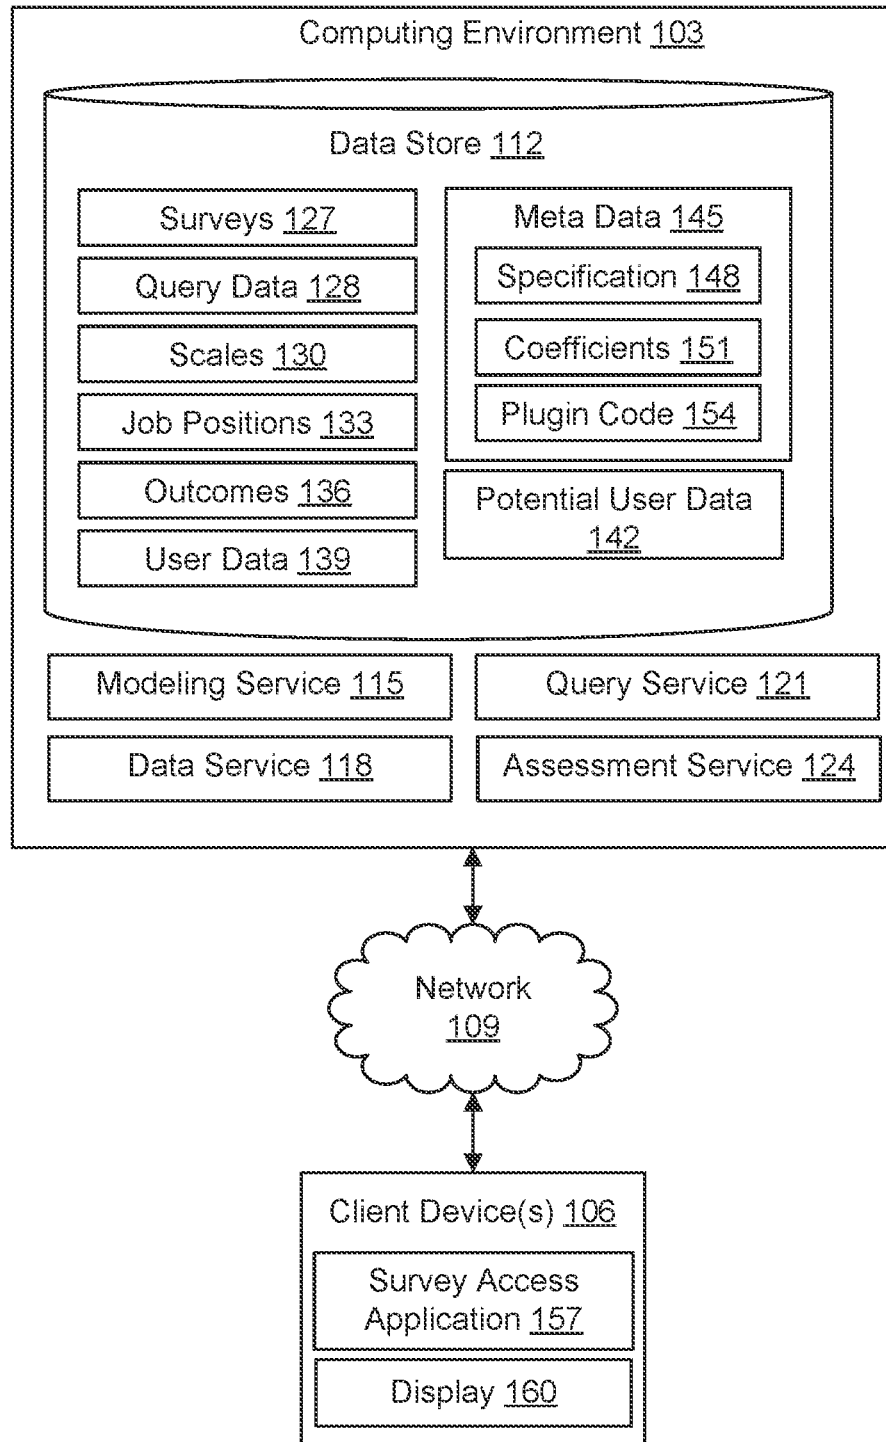 Computing Environment 103
Data Store 112
Surveys 127
Query Data 128
Scales 130
Job Positions 133
Outcomes 136
User Data 139
Meta Data 145
Specification 148
Coefficients 151
Plugin Code 154
Potential User Data
142
Modeling Service 115
Query Service 121
Data Service 118
Assessment Service 124
Network
109
Client Device(s) 106
Survey Access
Application 157
Display 160